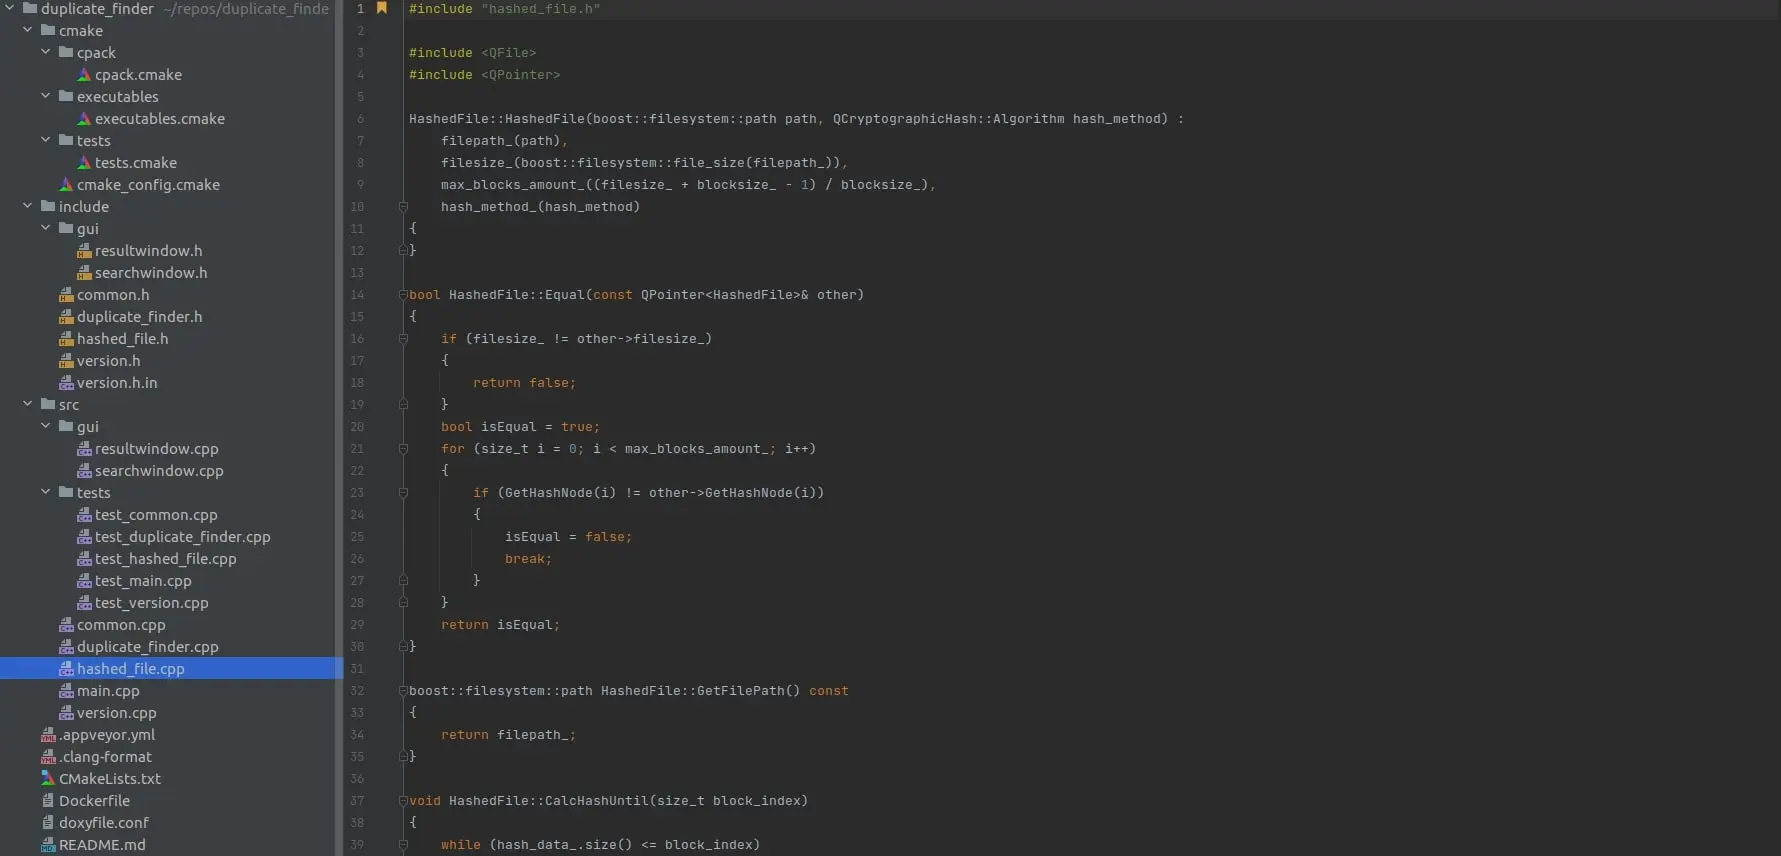 duplicate_finder ~/repos/duplicate_finde
cmake
cpack
cpack.cmake
executables
executables.cmake
tests
tests.cmake
cmake_config.cmake
include
gui
resultwindow.h
searchwindow.h
common.h
duplicate_finder.h
hashed_file.h
version.h
version.h.in
src
gui
resultwindow.cpp
searchwindow.cpp
tests
test_common.cpp
test_duplicate_finder.cpp
test_hashed_file.cpp
test_main.cpp
test_version.cpp
common.cpp
duplicate_finder.cpp
hashed_file.cpp
main.cpp
version.cpp
.appveyor.yml
.clang-format
CMakeLists.txt
Dockerfile
doxyfile.conf
README.md
1 #include "hashed_file.h"
2
3 #include <QFile>
4 #include <QPointer>
5
6 HashedFile::HashedFile(boost::filesystem::path path, QCryptographicHash::Algorithm hash_method) :
7     filepath_(path),
8     filesize_(boost::filesystem::file_size(filepath_)),
9     max_blocks_amount_((filesize_ + blocksize_ - 1) / blocksize_),
10     hash_method_(hash_method)
11 {
12 }
13
14 bool HashedFile::Equal(const QPointer<HashedFile>& other)
15 {
16     if (filesize_ != other->filesize_)
17     {
18         return false;
19     }
20     bool isEqual = true;
21     for (size_t i = 0; i < max_blocks_amount_; i++)
22     {
23         if (GetHashNode(i) != other->GetHashNode(i))
24         {
25             isEqual = false;
26             break;
27         }
28     }
29     return isEqual;
30 }
31
32 boost::filesystem::path HashedFile::GetFilePath() const
33 {
34     return filepath_;
35 }
36
37 void HashedFile::CalcHashUntil(size_t block_index)
38 {
39     while (hash_data_.size() <= block_index)